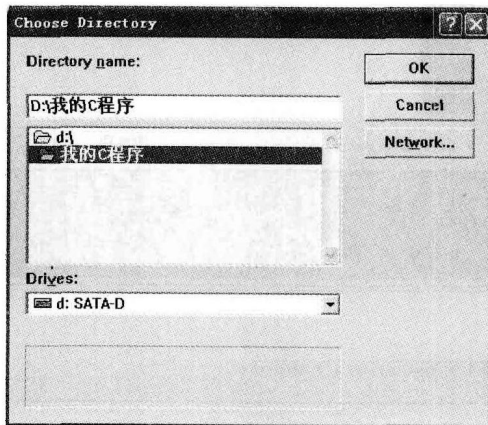 Choose Directory
Directory name:
OK
D:\我的C程序
Cancel
d:\
Network...
我的C程序
Drives:
d: SATA-D